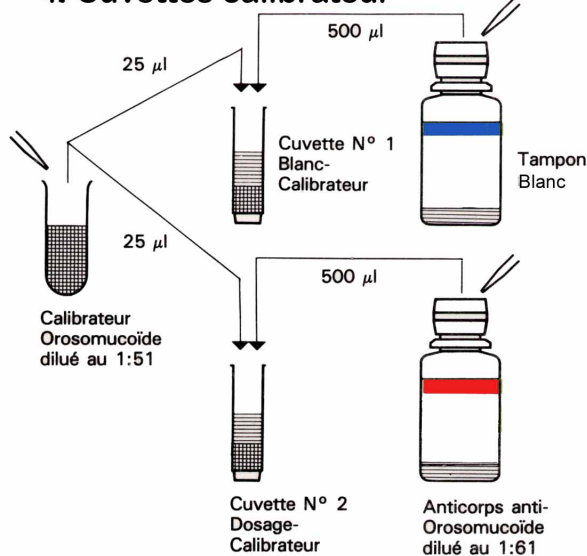 500 μl
25 μl
Cuvette N° 1
Blanc-
Calibrateur
Tampon
Blanc
25 μl
500 μl
Calibrateur
Orosomucoïde
dilué au 1:51
Cuvette N° 2
Dosage-
Calibrateur
Anticorps anti-
Orosomucoïde
dilué au 1:61